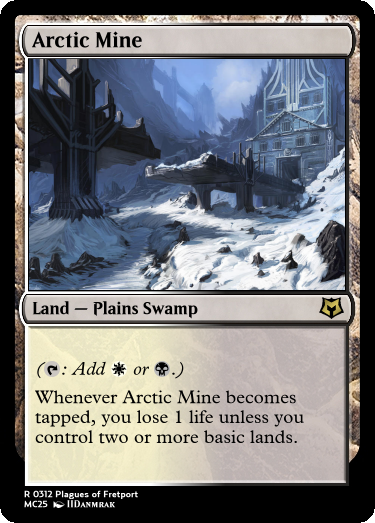 Arctic Mine
Land — Plains Swamp
(: Add or .)
Whenever Arctic Mine becomes
tapped, you lose 1 life unless you
control two or more basic lands.
R 0312 Plagues of Fretport
MC25 IIDanmrak